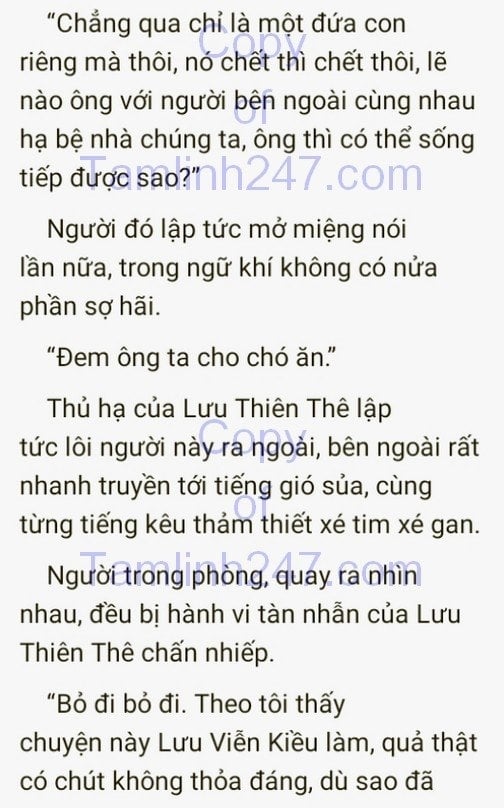 “Chẳng qua chỉ là một đứa con
riêng mà thôi, nó chết thì chết thôi, lẽ
nào ông với người bên ngoài cùng nhau
hạ bệ nhà chúng ta, ông thì có thể sống
tiếp được sao?”
Người đó lập tức mở miệng nói
lần nữa, trong ngữ khí không có nửa
phần sợ hãi.
“Đem ông ta cho chó ăn.”
Thủ hạ của Lưu Thiên Thê lập
tức lôi người này ra ngoài, bên ngoài rất
nhanh truyền tới tiếng gió sủa, cùng
từng tiếng kêu thảm thiết xé tim xé gan.
Người trong phòng, quay ra nhìn
nhau, đều bị hành vi tàn nhẫn của Lưu
Thiên Thê chấn nhiếp.
“Bỏ đi bỏ đi. Theo tôi thấy
chuyện này Lưu Viễn Kiều làm, quả thật
có chút không thỏa đáng, dù sao đã
Copy
of
Tamlinh247.com
Copy
of
Tamlinh247.com